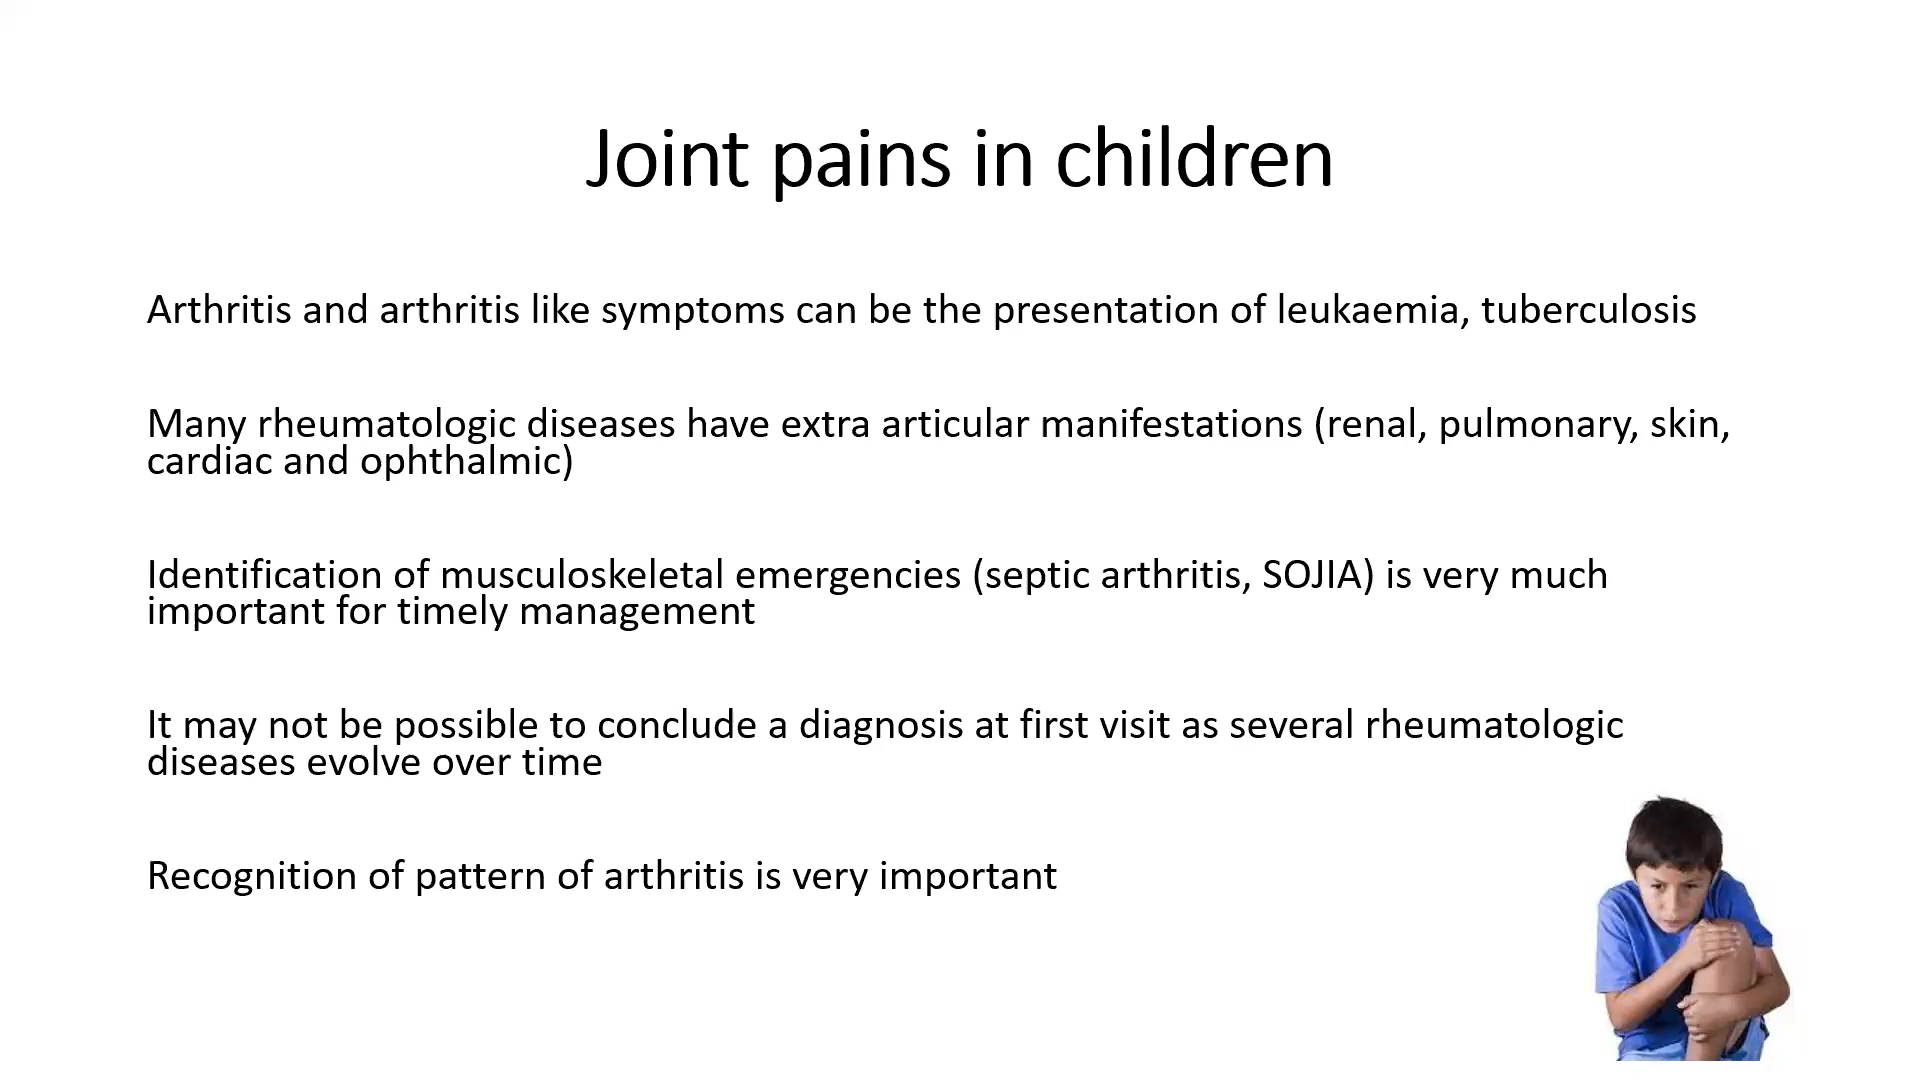 Joint pains in children
Arthritis and arthritis like symptoms can be the presentation of leukaemia, tuberculosis
Many rheumatologic diseases have extra articular manifestations (renal, pulmonary, skin,
cardiac and ophthalmic)
Identification of musculoskeletal emergencies (septic arthritis, SOJIA) is very much
important for timely management
It may not be possible to conclude a diagnosis at first visit as several rheumatologic
diseases evolve over time
Recognition of pattern of arthritis is very important